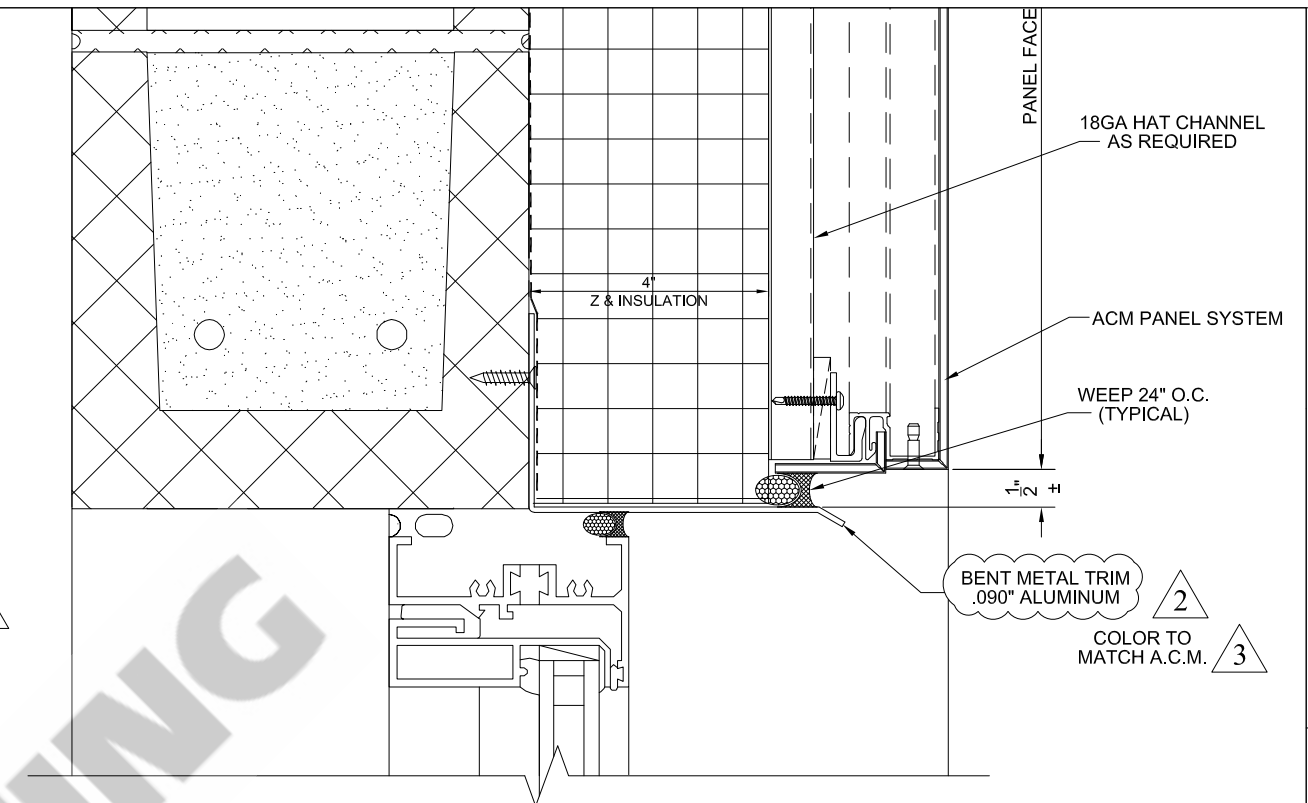 PANEL FACE
18GA HAT CHANNEL
AS REQUIRED
4"
Z & INSULATION
ACM PANEL SYSTEM
WEEP 24" O.C.
(TYPICAL)
1/2" ±
BENT METAL TRIM
.090" ALUMINUM
2
COLOR TO
MATCH A.C.M.
3